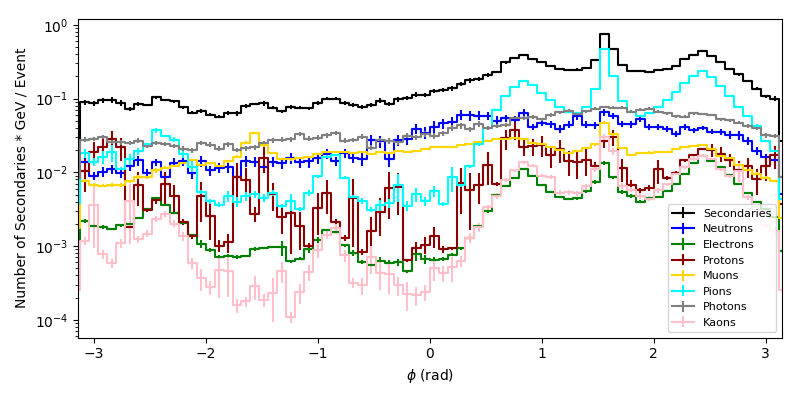 Number of Secondaries * GeV / Event
10⁰
10⁻¹
10⁻²
10⁻³
10⁻⁴
−3
−2
−1
0
1
2
3
ϕ (rad)
Secondaries
Neutrons
Electrons
Protons
Muons
Pions
Photons
Kaons